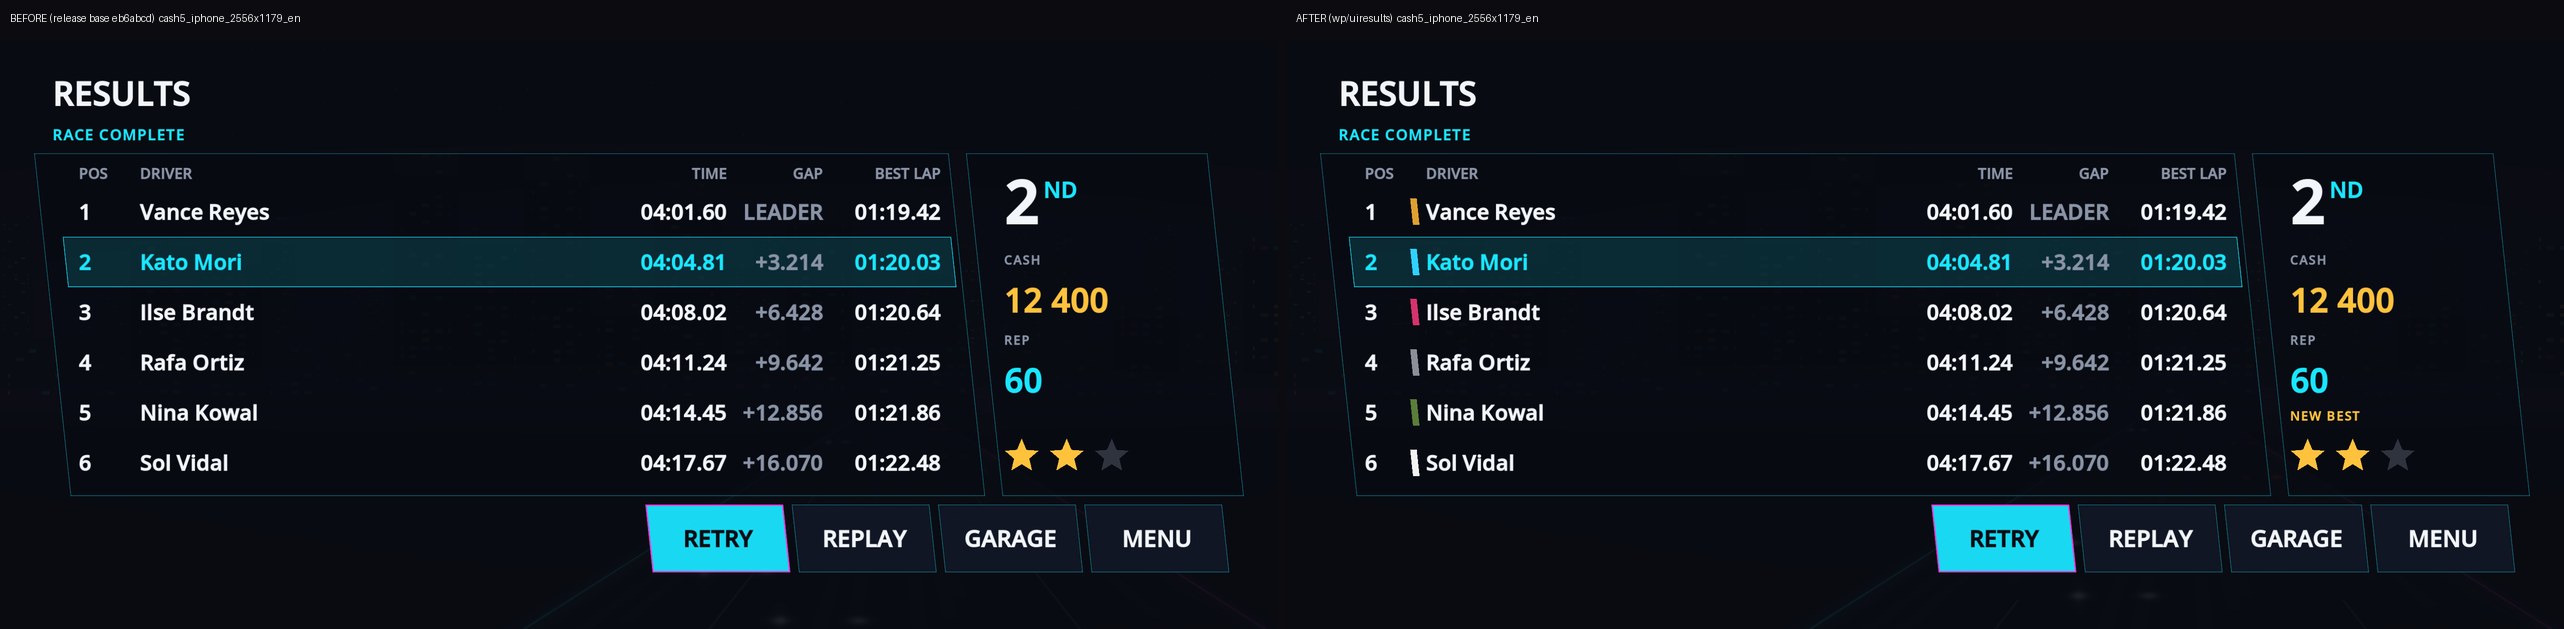 BEFORE (release base eb6abcd) cash5_iphone_2556x1179_en
RESULTS
RACE COMPLETE
POS DRIVER TIME GAP BEST LAP
1 Vance Reyes 04:01.60 LEADER 01:19.42
2 Kato Mori 04:04.81 +3.214 01:20.03
3 Ilse Brandt 04:08.02 +6.428 01:20.64
4 Rafa Ortiz 04:11.24 +9.642 01:21.25
5 Nina Kowal 04:14.45 +12.856 01:21.86
6 Sol Vidal 04:17.67 +16.070 01:22.48
2 ND
CASH
12 400
REP
60
RETRY REPLAY GARAGE MENU
AFTER (wp/uiresults) cash5_iphone_2556x1179_en
RESULTS
RACE COMPLETE
POS DRIVER TIME GAP BEST LAP
1 Vance Reyes 04:01.60 LEADER 01:19.42
2 Kato Mori 04:04.81 +3.214 01:20.03
3 Ilse Brandt 04:08.02 +6.428 01:20.64
4 Rafa Ortiz 04:11.24 +9.642 01:21.25
5 Nina Kowal 04:14.45 +12.856 01:21.86
6 Sol Vidal 04:17.67 +16.070 01:22.48
2 ND
CASH
12 400
REP
60
NEW BEST
RETRY REPLAY GARAGE MENU